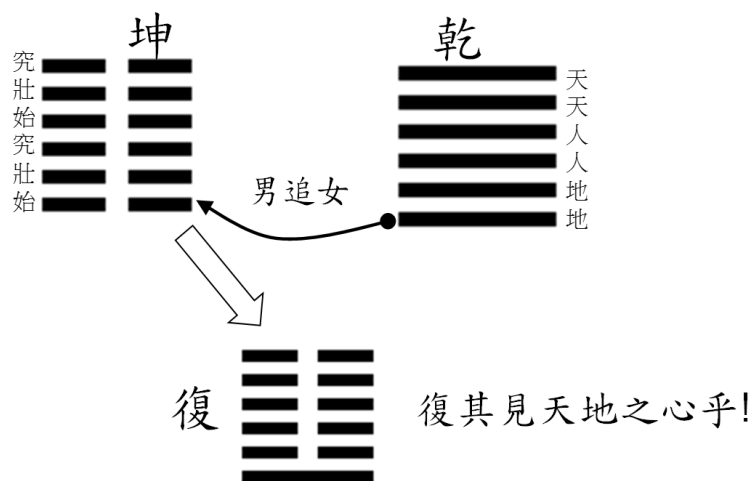 坤
究
壯
始
究
壯
始
乾
天
天
人
人
地
地
男追女
復
復其見天地之心乎!